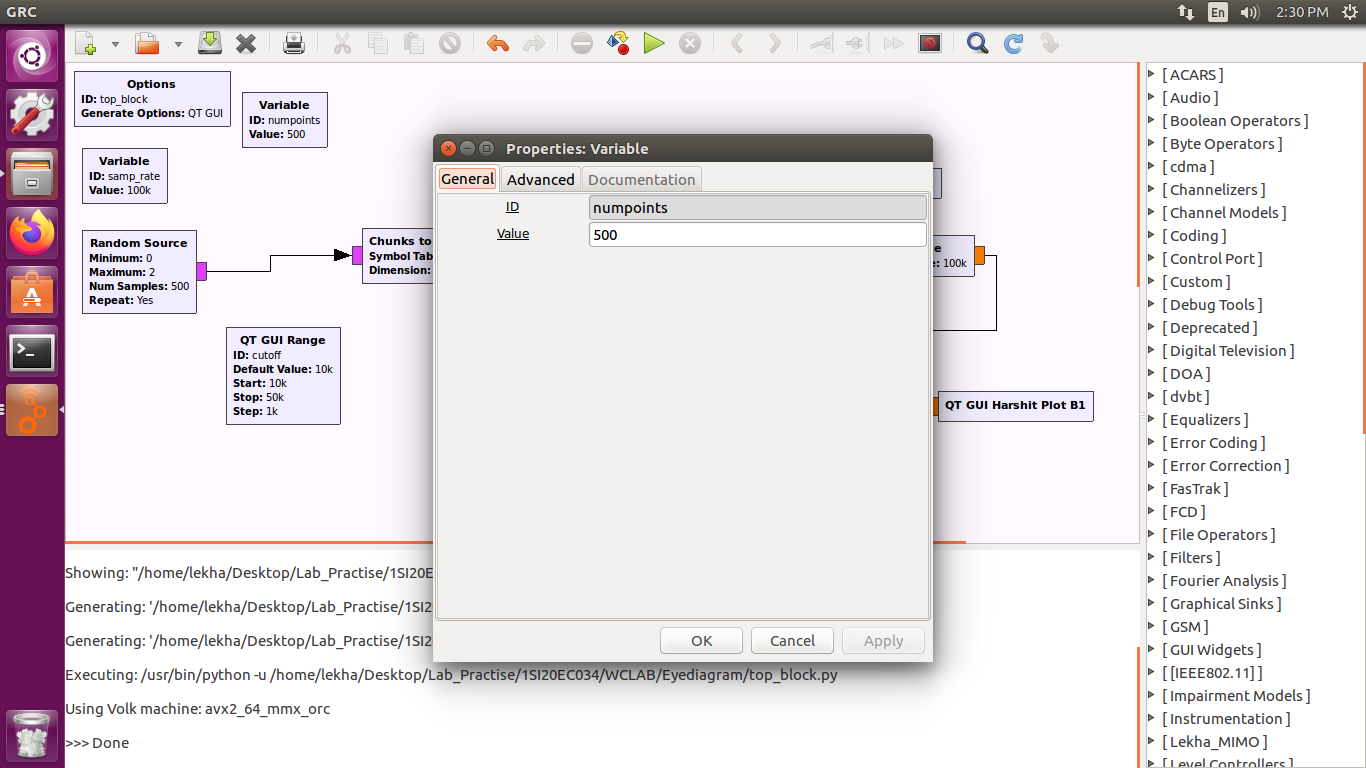 GRC
En
2:30 PM
Options
ID: top_block
Generate Options: QT GUI
Variable
ID: numpoints
Value: 500
Variable
ID: samp_rate
Value: 100k
Random Source
Minimum: 0
Maximum: 2
Num Samples: 500
Repeat: Yes
Chunks to
Symbol Tab
Dimension:
QT GUI Range
ID: cutoff
Default Value: 10k
Start: 10k
Stop: 50k
Step: 1k
e
e: 100k
QT GUI Harshit Plot B1
Properties: Variable
General Advanced Documentation
ID numpoints
Value 500
OK Cancel Apply
Showing: "/home/lekha/Desktop/Lab_Practise/1SI20E
Generating: '/home/lekha/Desktop/Lab_Practise/1SI2
Generating: '/home/lekha/Desktop/Lab_Practise/1SI2
Executing: /usr/bin/python -u /home/lekha/Desktop/Lab_Practise/1SI20EC034/WCLAB/Eyediagram/top_block.py
Using Volk machine: avx2_64_mmx_orc
>>> Done
[ ACARS ]
[ Audio ]
[ Boolean Operators ]
[ Byte Operators ]
[ cdma ]
[ Channelizers ]
[ Channel Models ]
[ Coding ]
[ Control Port ]
[ Custom ]
[ Debug Tools ]
[ Deprecated ]
[ Digital Television ]
[ DOA ]
[ dvbt ]
[ Equalizers ]
[ Error Coding ]
[ Error Correction ]
[ FasTrak ]
[ FCD ]
[ File Operators ]
[ Filters ]
[ Fourier Analysis ]
[ Graphical Sinks ]
[ GSM ]
[ GUI Widgets ]
[ [IEEE802.11] ]
[ Impairment Models ]
[ Instrumentation ]
[ Lekha_MIMO ]
[ Level Controllers ]